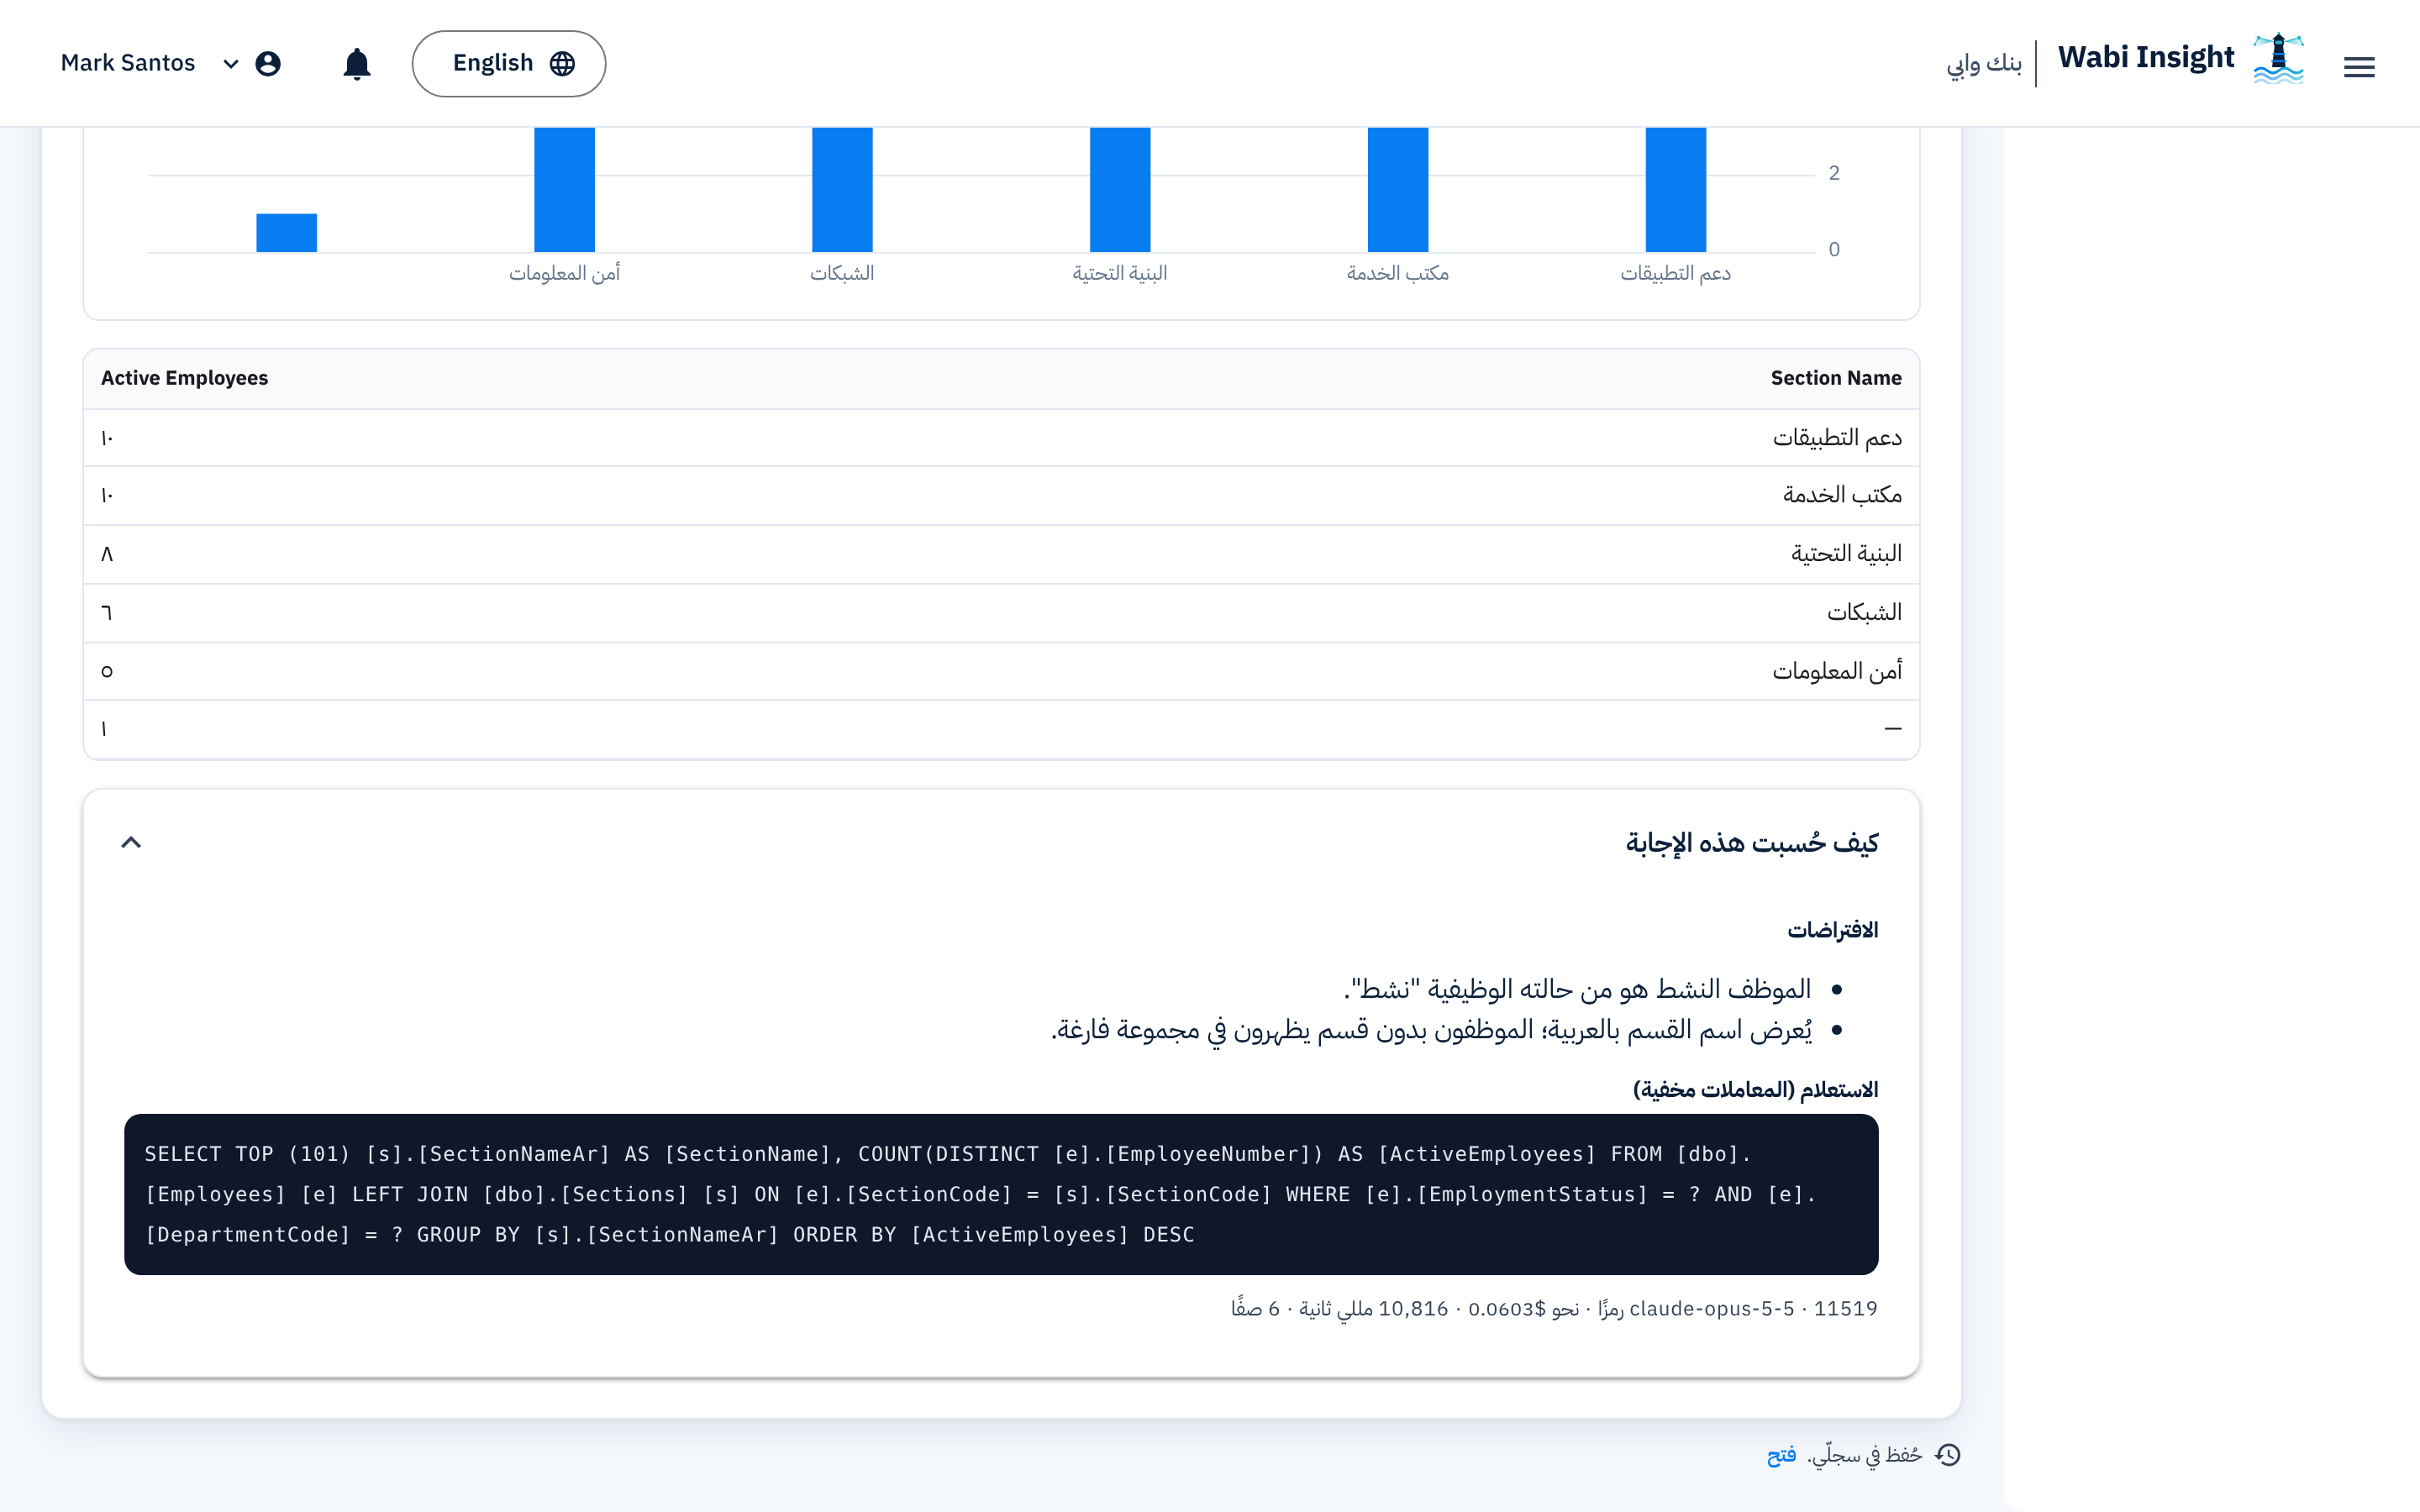 Wabi Insight | بنك وابي
English
Mark Santos
2
0
دعم التطبيقات
مكتب الخدمة
البنية التحتية
الشبكات
أمن المعلومات
Section Name Active Employees
دعم التطبيقات ١٠
مكتب الخدمة ١٠
البنية التحتية ٨
الشبكات ٦
أمن المعلومات ٥
— ١
كيف حُسبت هذه الإجابة
الافتراضات
• الموظف النشط هو من حالته الوظيفية "نشط".
• يُعرض اسم القسم بالعربية؛ الموظفون بدون قسم يظهرون في مجموعة فارغة.
الاستعلام (المعاملات مخفية)
SELECT TOP (101) [s].[SectionNameAr] AS [SectionName], COUNT(DISTINCT [e].[EmployeeNumber]) AS [ActiveEmployees] FROM [dbo].
[Employees] [e] LEFT JOIN [dbo].[Sections] [s] ON [e].[SectionCode] = [s].[SectionCode] WHERE [e].[EmploymentStatus] = ? AND [e].
[DepartmentCode] = ? GROUP BY [s].[SectionNameAr] ORDER BY [ActiveEmployees] DESC
claude-opus-5-5 · 11519 رمزًا · نحو $0.0603 · 10,816 مللي ثانية · 6 صفًا
حُفظ في سجلّي. فتح